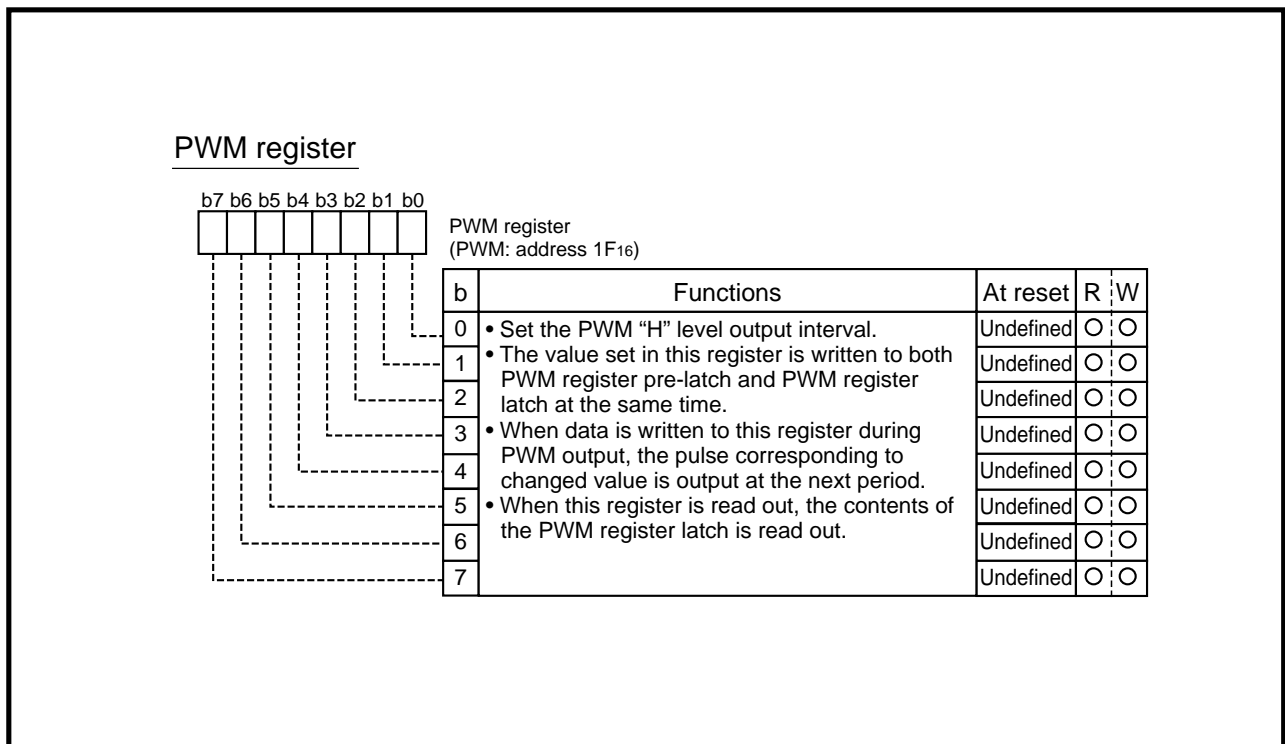 PWM register
b7 b6 b5 b4 b3 b2 b1 b0
PWM register
(PWM: address 1F16)
b Functions At reset R W
0 • Set the PWM “H” level output interval. Undefined O O
1 • The value set in this register is written to both Undefined O O
PWM register pre-latch and PWM register
2 latch at the same time. Undefined O O
3 • When data is written to this register during Undefined O O
PWM output, the pulse corresponding to
4 changed value is output at the next period. Undefined O O
5 • When this register is read out, the contents of Undefined O O
the PWM register latch is read out.
6 Undefined O O
7 Undefined O O